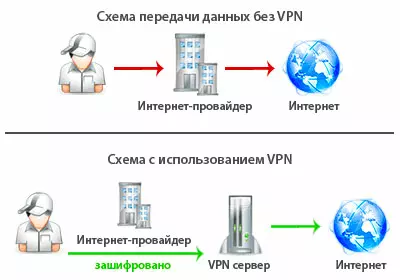 Схема передачи данных без VPN
Интернет-провайдер
Интернет
Схема с использованием VPN
Интернет-провайдер
зашифровано
VPN сервер
Интернет